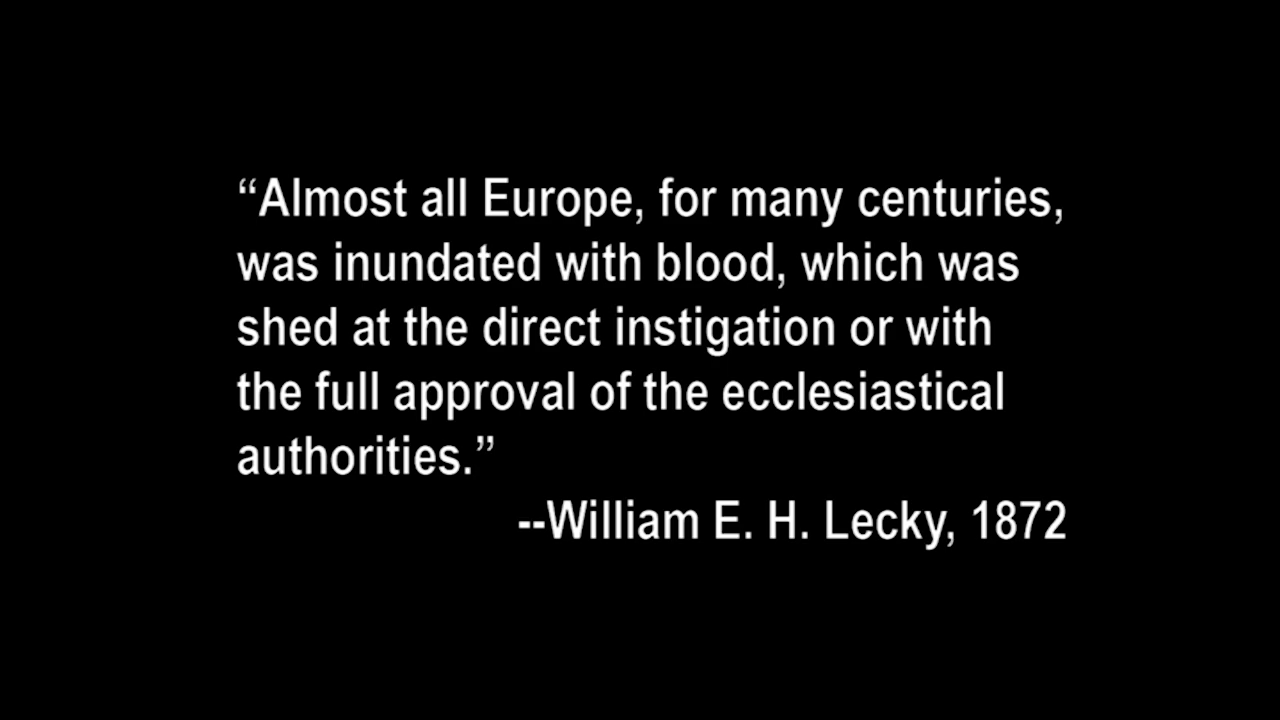 “Almost all Europe, for many centuries,
was inundated with blood, which was
shed at the direct instigation or with
the full approval of the ecclesiastical
authorities.”
--William E. H. Lecky, 1872